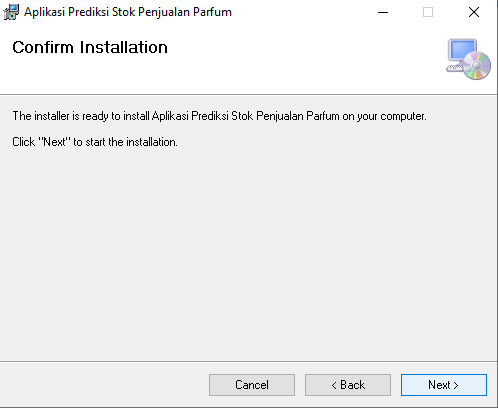 Aplikasi Prediksi Stok Penjualan Parfum
Confirm Installation
The installer is ready to install Aplikasi Prediksi Stok Penjualan Parfum on your computer.
Click "Next" to start the installation.
Cancel
< Back
Next >